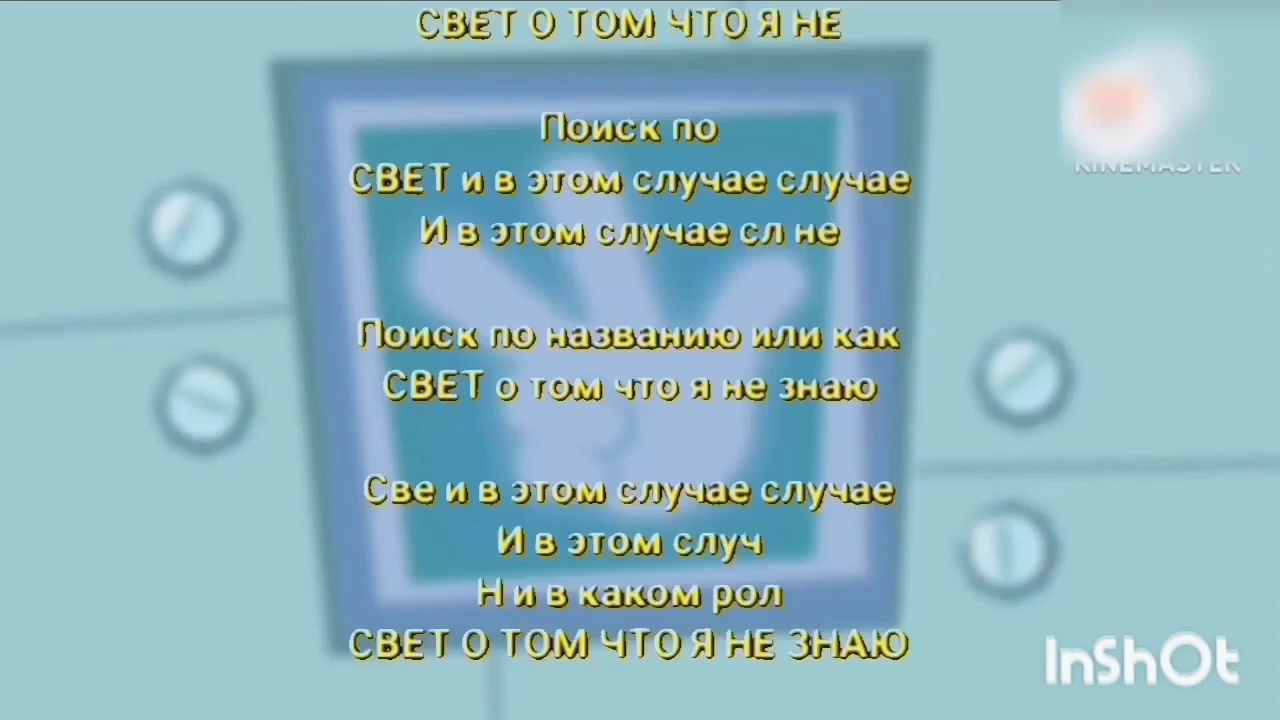 СВЕТ О ТОМ ЧТО Я НЕ
Поиск по
СВЕТ и в этом случае случае
И в этом случае сл не
Поиск по названию или как
СВЕТ о том что я не знаю
Све и в этом случае случае
И в этом случ
Н и в каком рол
СВЕТ О ТОМ ЧТО Я НЕ ЗНАЮ
KINEMASTER
InShOt